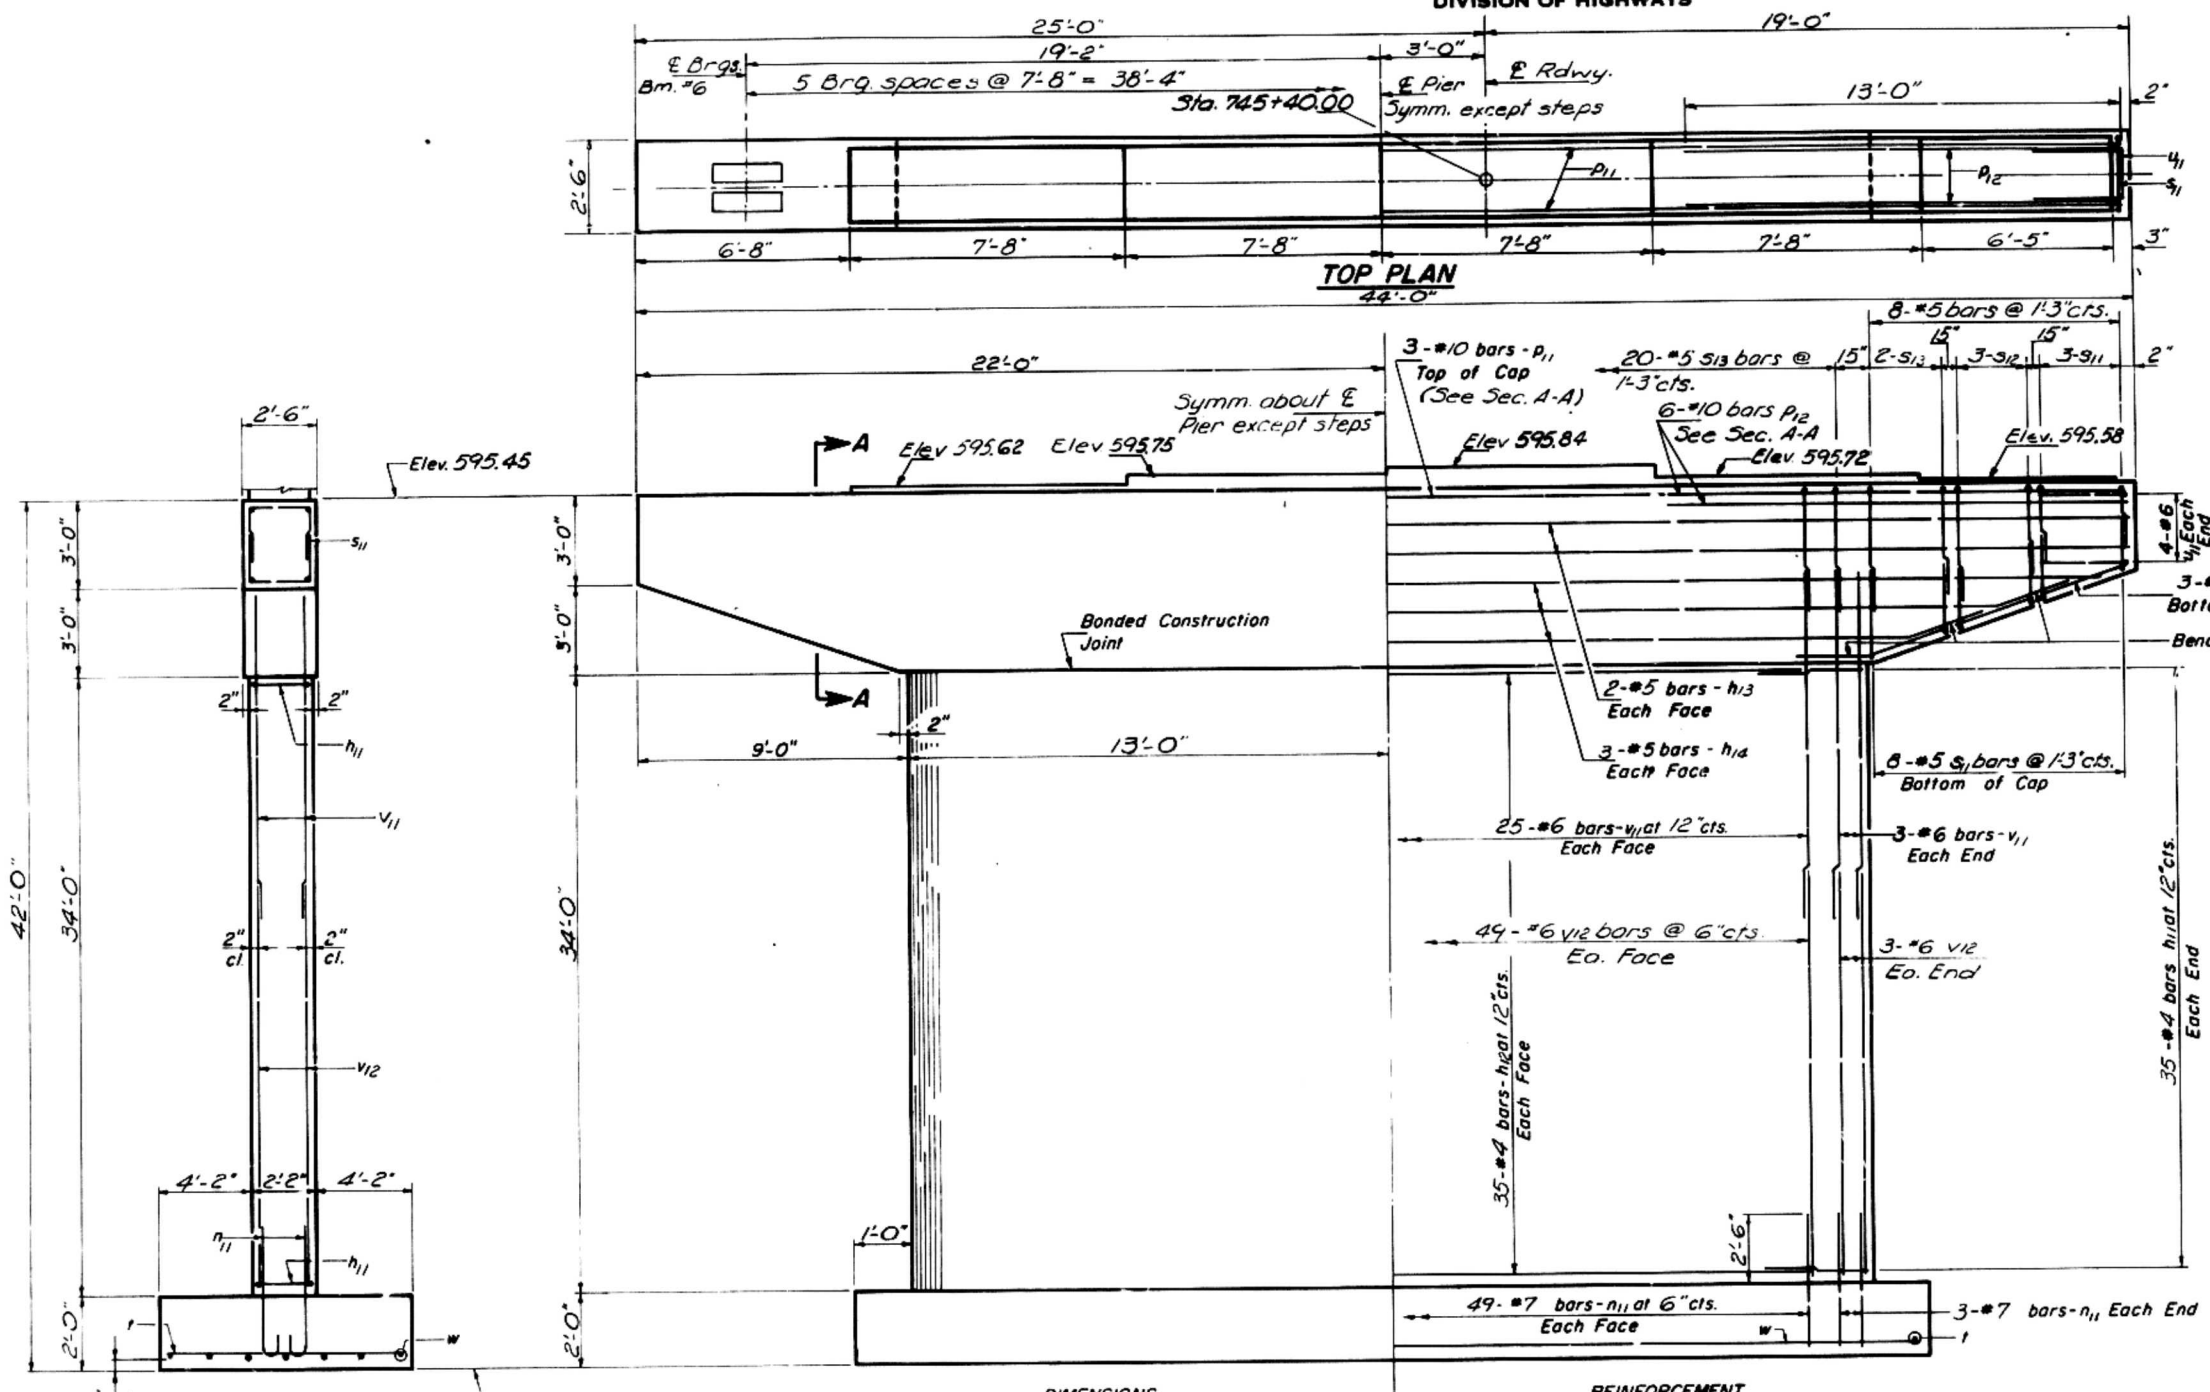 DIVISION OF HIGHWAYS
25'-0"
19'-0"
19'-2"
3'-0"
℄ Brgs.
Bm. #6
5 Brg. spaces @ 7'-8" = 38'-4"
℄ Pier
℄ Rdwy.
Sta. 745+40.00
Symm. except steps
13'-0"
2"
2'-6"
p11
p12
u11
s11
6'-8"
7'-8"
7'-8"
7'-8"
7'-8"
6'-5"
3"
TOP PLAN
44'-0"
8-#5 bars @ 1'-3" cts.
15"
15"
22'-0"
3-#10 bars - p11
Top of Cap
(See Sec. A-A)
20-#5 s13 bars @
1'-3" cts.
15"
2-s13
3-s12
3-s11
2"
Symm. about ℄
Pier except steps
6-#10 bars p12
See Sec. A-A
2'-6"
A
Elev. 595.45
Elev 595.62
Elev 595.75
Elev 595.84
Elev. 595.72
Elev. 595.58
3'-0"
s11
3'-0"
4-#6
u11 Each
End
3'-0"
3'-0"
Bonded Construction
Joint
2"
2"
h11
A
2"
9'-0"
13'-0"
2-#5 bars - h13
Each Face
3-#5 bars - h14
Each Face
8-#5 s11 bars @ 1'-3" cts.
Bottom of Cap
v11
25-#6 bars-v11 at 12" cts.
Each Face
3-#6 bars-v11
Each End
42'-0"
34'-0"
34'-0"
2"
cl.
2"
cl.
49-#6 v12 bars @ 6" cts.
Ea. Face
3-#6 v12
Ea. End
35-#4 bars-h12 at 12" cts.
Each Face
35-#4 bars h11 at 12" cts.
Each End
v12
4'-2"
2'-2"
4'-2"
n11
h11
1'-0"
2'-6"
2'-0"
t
w
2'-0"
49-#7 bars-n11 at 6" cts.
Each Face
3-#7 bars-n11 Each End
w
t
DIMENSIONS
REINFORCEMENT